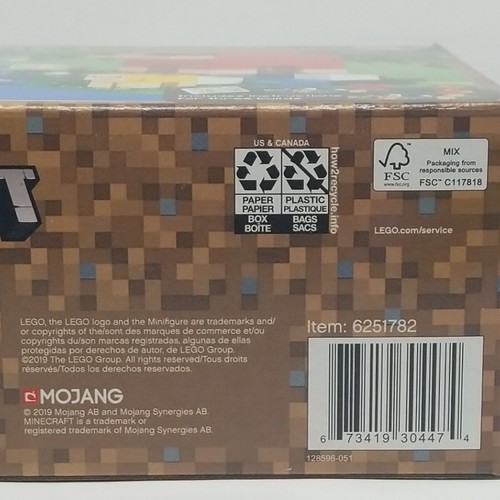 US & CANADA
how2recycle.info
PAPER
PAPIER
BOX
BOÎTE
PLASTIC
PLASTIQUE
BAGS
SACS
FSC
www.fsc.org
MIX
Packaging from
responsible sources
FSC™ C117818
LEGO.com/service
LEGO, the LEGO logo and the Minifigure are trademarks and/
or copyrights of the/sont des marques de commerce et/ou
copyrights du/son marcas registradas, algunas de ellas
protegidas por derechos de autor, de LEGO Group.
©2019 The LEGO Group. All rights reserved/Tous droits
réservés/Todos los derechos reservados.
MOJANG
© 2019 Mojang AB and Mojang Synergies AB.
MINECRAFT is a trademark or
registered trademark of Mojang Synergies AB.
Item: 6251782
6 73419 30447 4
128596-051